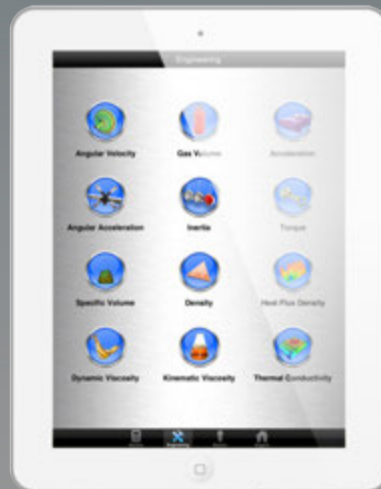 Engineering
Angular Velocity
Gas Volume
Acceleration
Angular Acceleration
Inertia
Torque
Specific Volume
Density
Heat Flux Density
Dynamic Viscosity
Kinematic Viscosity
Thermal Conductivity
Engineering